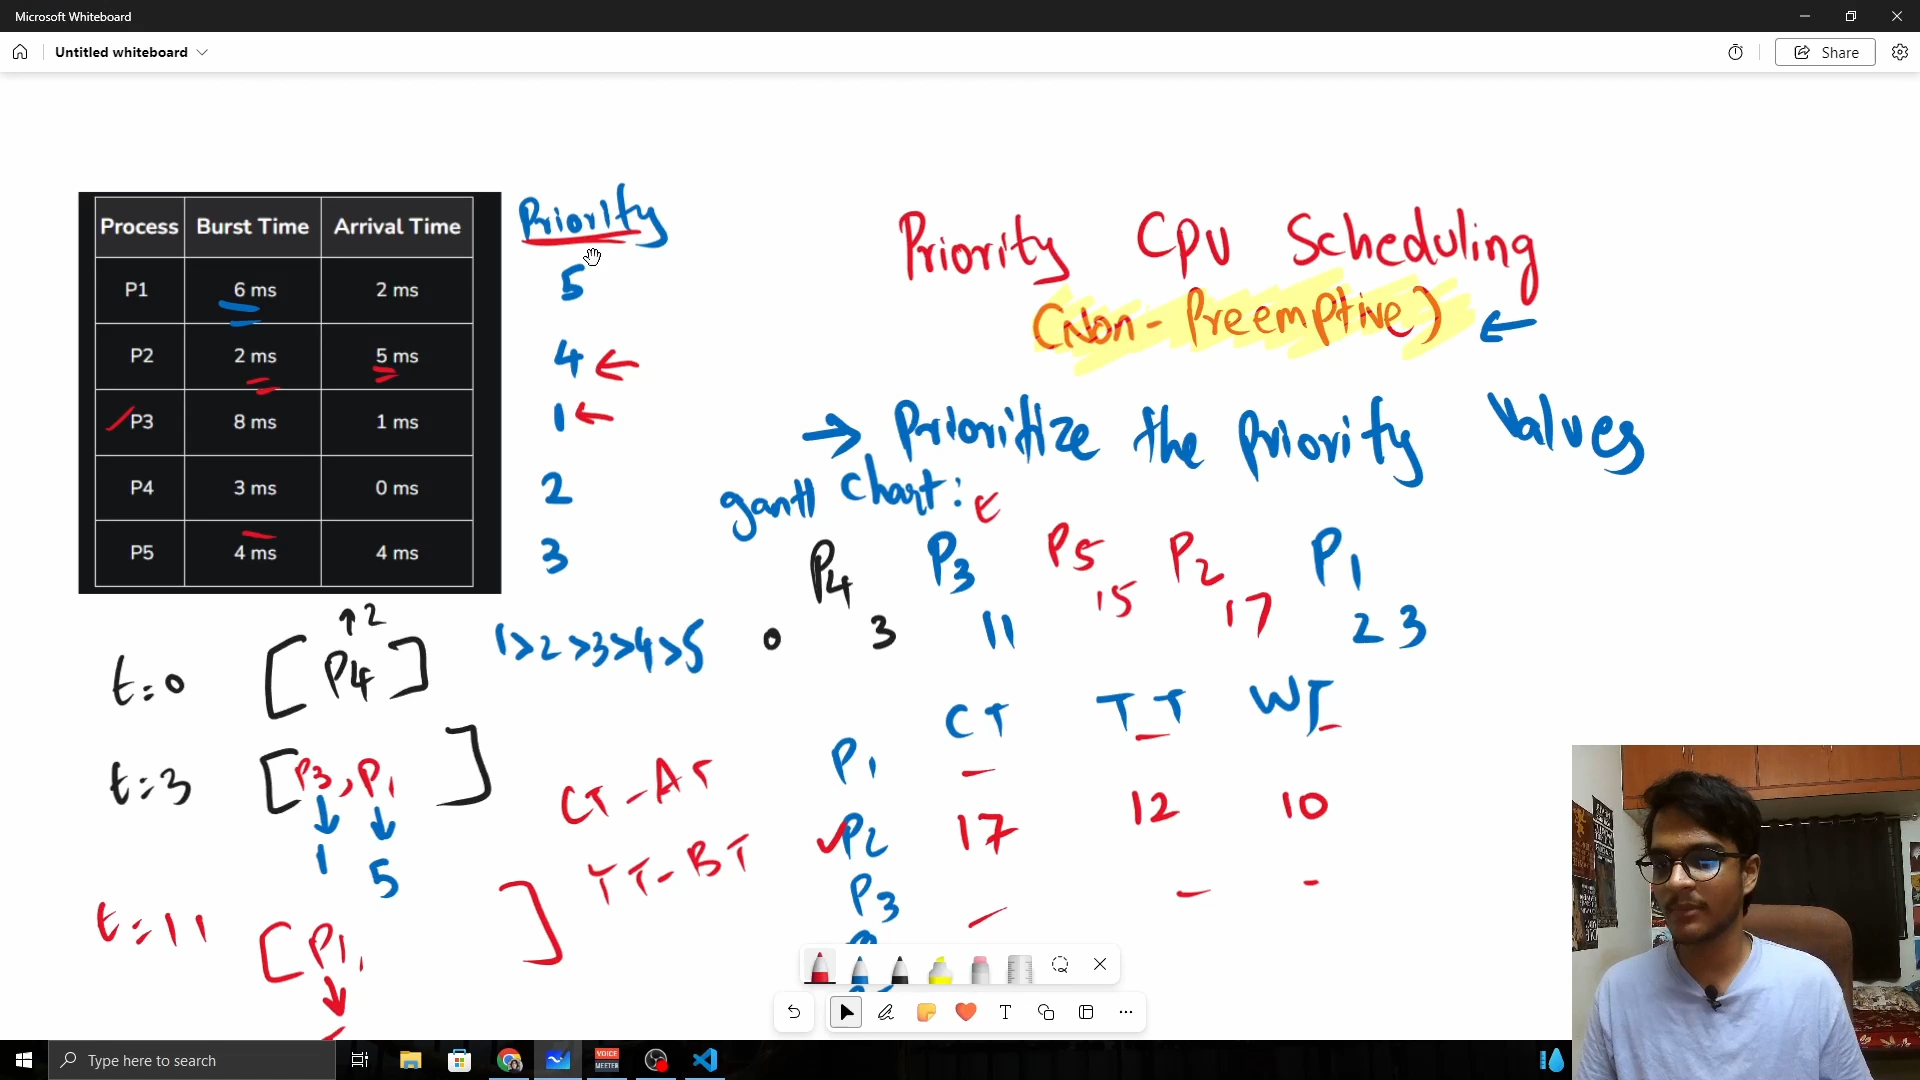 Microsoft Whiteboard
Untitled whiteboard
Share
Process Burst Time Arrival Time Priority
P1 6 ms 2 ms 5
P2 2 ms 5 ms 4
P3 8 ms 1 ms 1
P4 3 ms 0 ms 2
P5 4 ms 4 ms 3
1>2>3>4>5
Priority CPU Scheduling
(Non-Preemptive)
→ Prioritize the priority values
gantt chart:
P4 P3 P5 P2 P1
0 3 11 15 17 23
↑2
t=0 [P4]
t=3 [P3, P1 ]
1 5
t=11 [P1, ]
CT-AT
TT-BT
CT TT WT
P1 -
P2 17 12 10
P3 - - -
T
VOICE MEETER
Type here to search